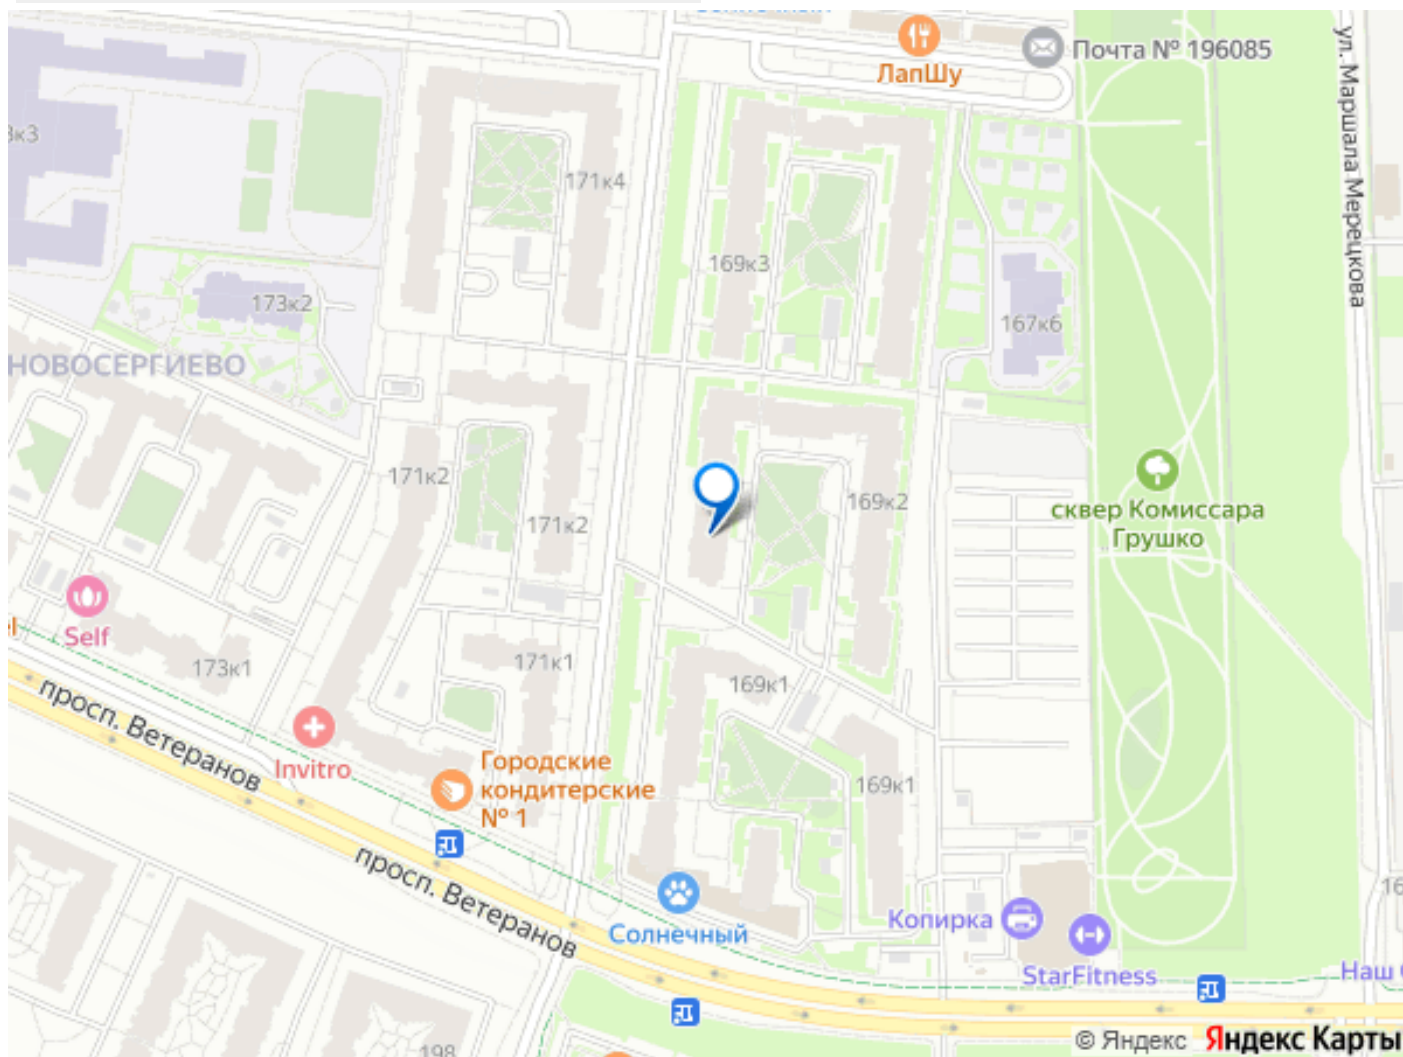 ЛапШу
Почта № 196085
ул. Маршала Мерецкова
171к4
169к3
173к2
167к6
НОВОСЕРГИЕВО
171к2
169к2
171к2
сквер Комиссара
Грушко
Self
173к1
171к1
169к1
просп. Ветеранов
Invitro
Городские
кондитерские
№ 1
169к1
просп. Ветеранов
Солнечный
Копирка
StarFitness
Наш
198
© Яндекс Яндекс Карты